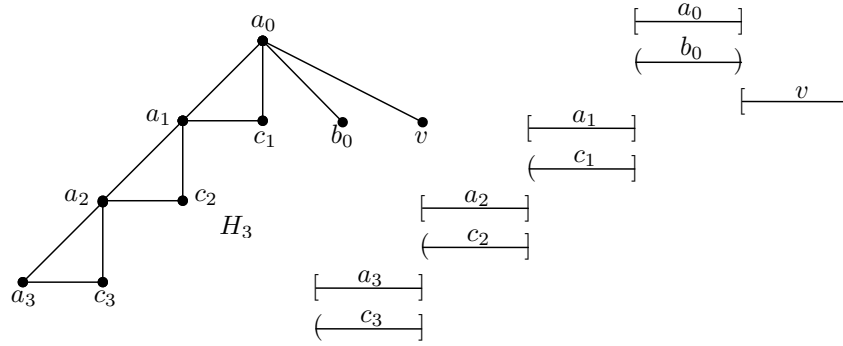 a₀
a₀
b₀
v
a₁
c₁
b₀
v
a₁
c₁
a₂
c₂
H₃
a₂
c₂
a₃
c₃
a₃
c₃